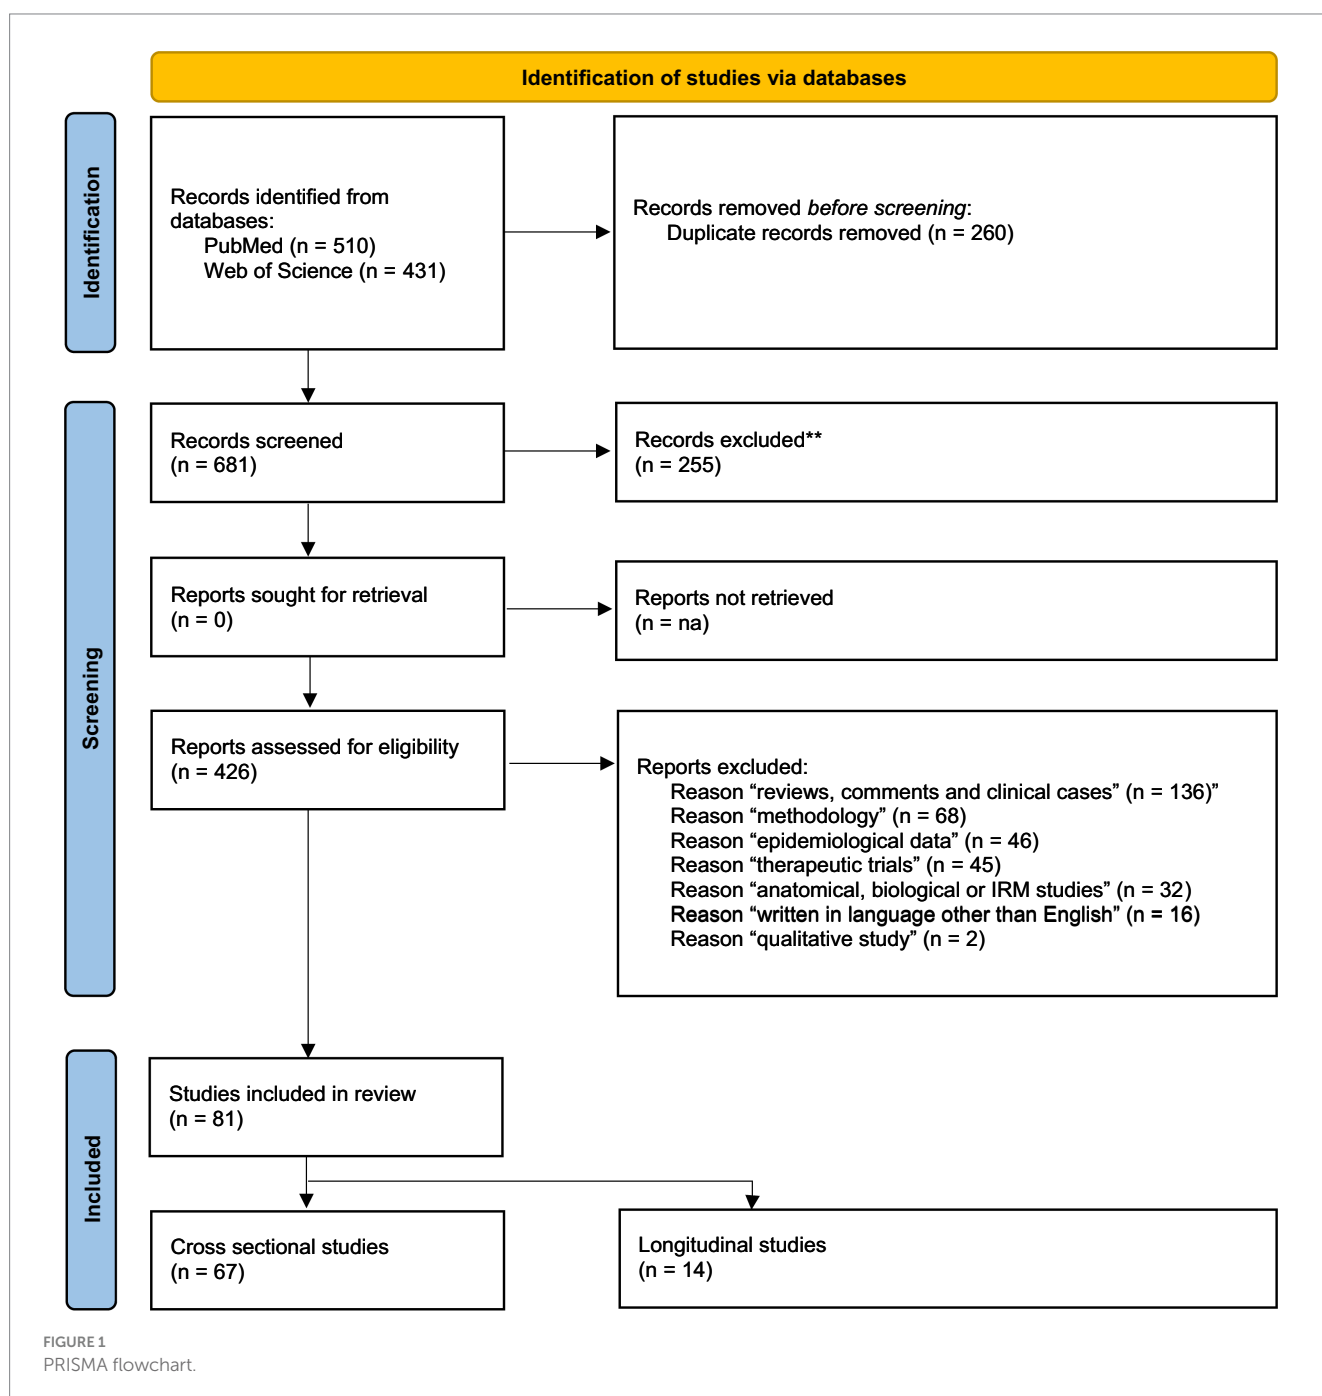 Identification of studies via databases
Identification
Records identified from
databases:
PubMed (n = 510)
Web of Science (n = 431)
Records removed before screening:
Duplicate records removed (n = 260)
Screening
Records screened
(n = 681)
Records excluded**
(n = 255)
Reports sought for retrieval
(n = 0)
Reports not retrieved
(n = na)
Reports assessed for eligibility
(n = 426)
Reports excluded:
Reason “reviews, comments and clinical cases” (n = 136)”
Reason “methodology” (n = 68)
Reason “epidemiological data” (n = 46)
Reason “therapeutic trials” (n = 45)
Reason “anatomical, biological or IRM studies” (n = 32)
Reason “written in language other than English” (n = 16)
Reason “qualitative study” (n = 2)
Included
Studies included in review
(n = 81)
Cross sectional studies
(n = 67)
Longitudinal studies
(n = 14)
FIGURE 1
PRISMA flowchart.